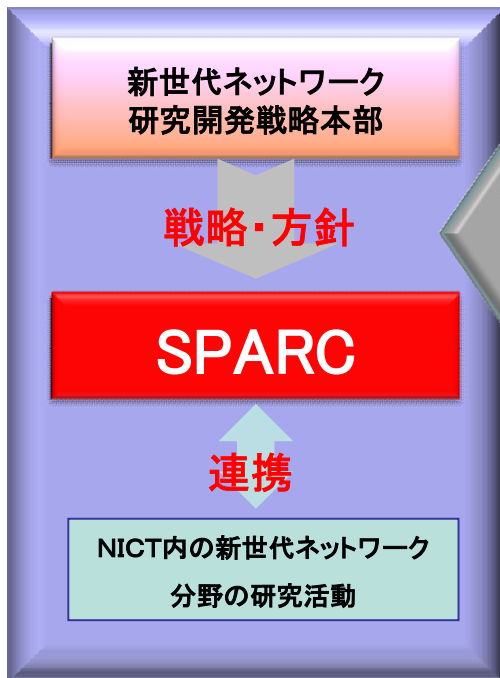 新世代ネットワーク
研究開発戦略本部
戦略・方針
SPARC
連携
NICT内の新世代ネットワーク
分野の研究活動